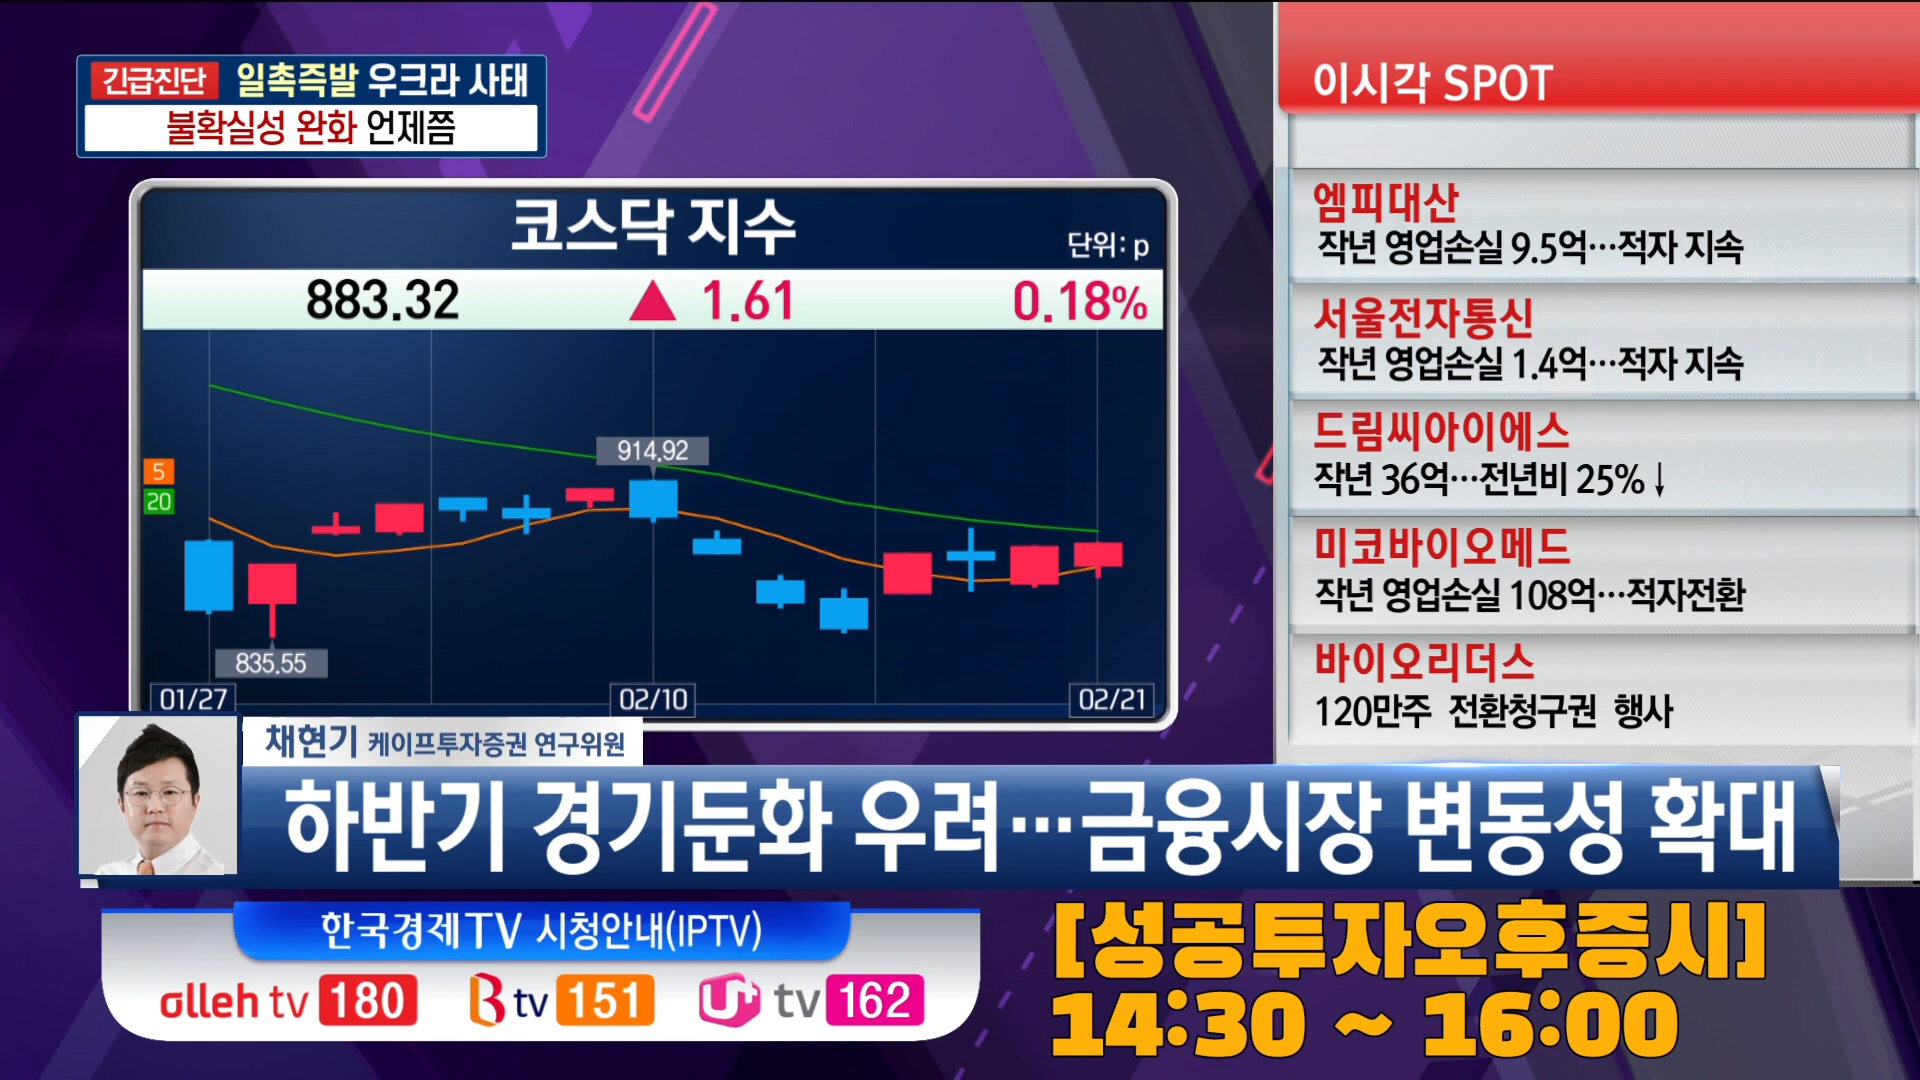 긴급진단 일촉즉발 우크라 사태
불확실성 완화 언제쯤
코스닥 지수
단위: p
883.32 ▲ 1.61 0.18%
5
20
914.92
835.55
01/27 02/10 02/21
이시각 SPOT
엠피대산
작년 영업손실 9.5억…적자 지속
서울전자통신
작년 영업손실 1.4억…적자 지속
드림씨아이에스
작년 36억…전년비 25%↓
미코바이오메드
작년 영업손실 108억…적자전환
바이오리더스
120만주 전환청구권 행사
채현기 케이프투자증권 연구위원
하반기 경기둔화 우려…금융시장 변동성 확대
한국경제TV 시청안내(IPTV)
olleh tv 180 B tv 151 U+ tv 162
[성공투자오후증시]
14:30 ~ 16:00